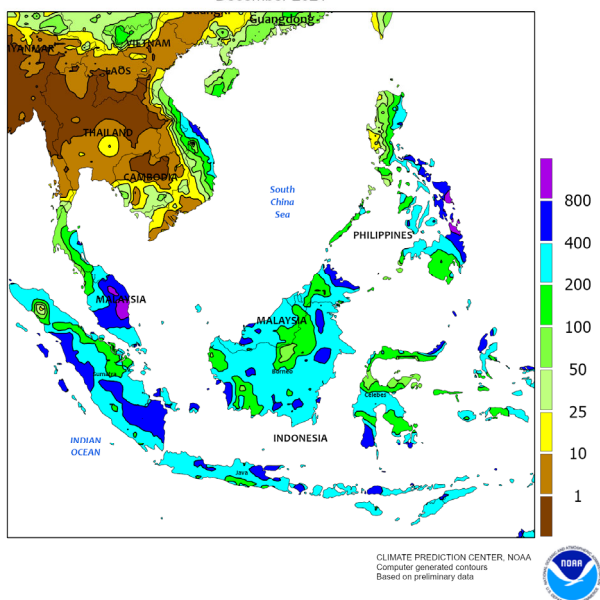 Guangdong
MYANMAR
VIETNAM
LAOS
THAILAND
CAMBODIA
South
China
Sea
PHILIPPINES
MALAYSIA
MALAYSIA
Sumatra
Borneo
Celebes
INDONESIA
INDIAN
OCEAN
Java
800
400
200
100
50
25
10
1
CLIMATE PREDICTION CENTER, NOAA
Computer generated contours
Based on preliminary data
NOAA